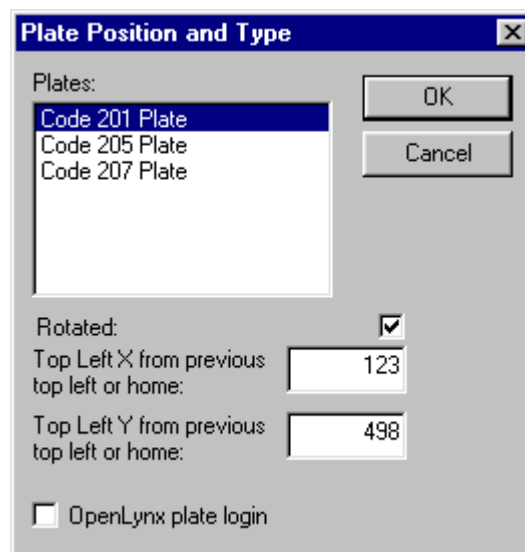 Plate Position and Type
Plates:
Code 201 Plate
Code 205 Plate
Code 207 Plate
OK
Cancel
Rotated:
Top Left X from previous
top left or home:
123
Top Left Y from previous
top left or home:
498
OpenLynx plate login